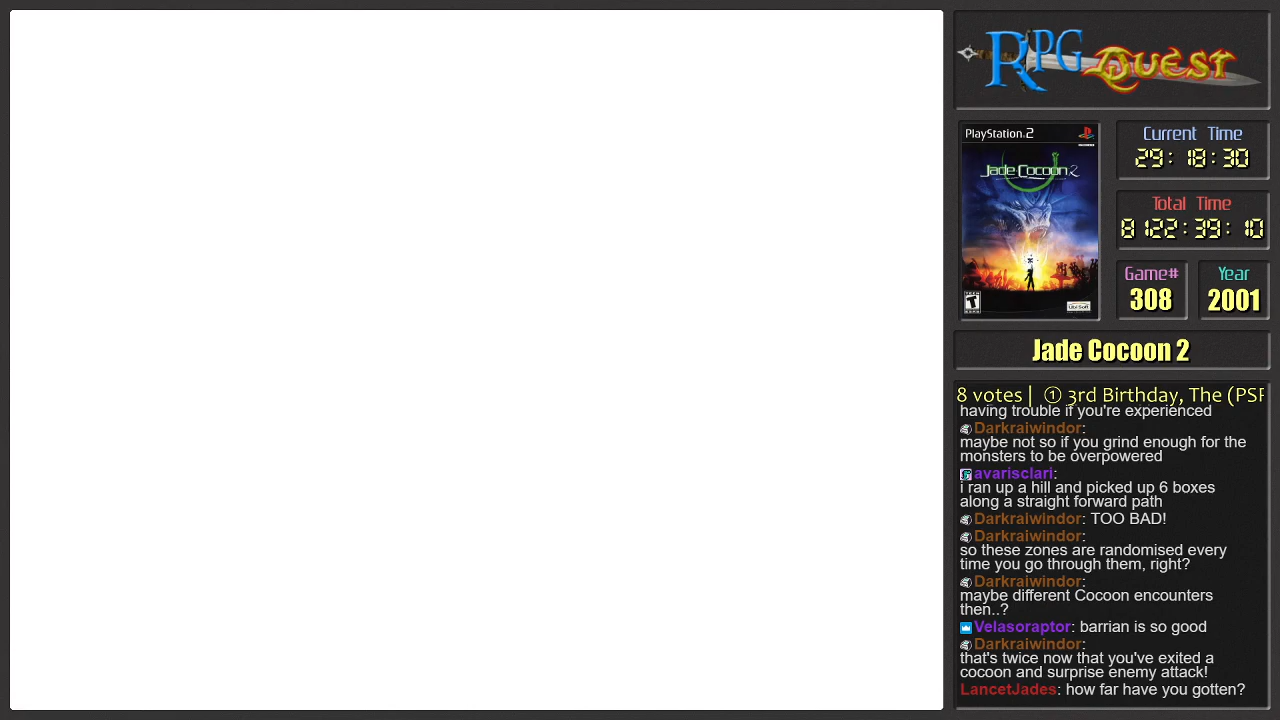 RPG Quest
PlayStation 2
Jade Cocoon 2
TEEN
Ubi Soft
Current Time
29:18:30
Total Time
8122:39:10
Game#
308
Year
2001
Jade Cocoon 2
8 votes | ① 3rd Birthday, The (PSP
having trouble if you're experienced
Darkraiwindor:
maybe not so if you grind enough for the
monsters to be overpowered
avarisclari:
i ran up a hill and picked up 6 boxes
along a straight forward path
Darkraiwindor: TOO BAD!
Darkraiwindor:
so these zones are randomised every
time you go through them, right?
Darkraiwindor:
maybe different Cocoon encounters
then..?
Velasoraptor: barrian is so good
Darkraiwindor:
that's twice now that you've exited a
cocoon and surprise enemy attack!
LancetJades: how far have you gotten?